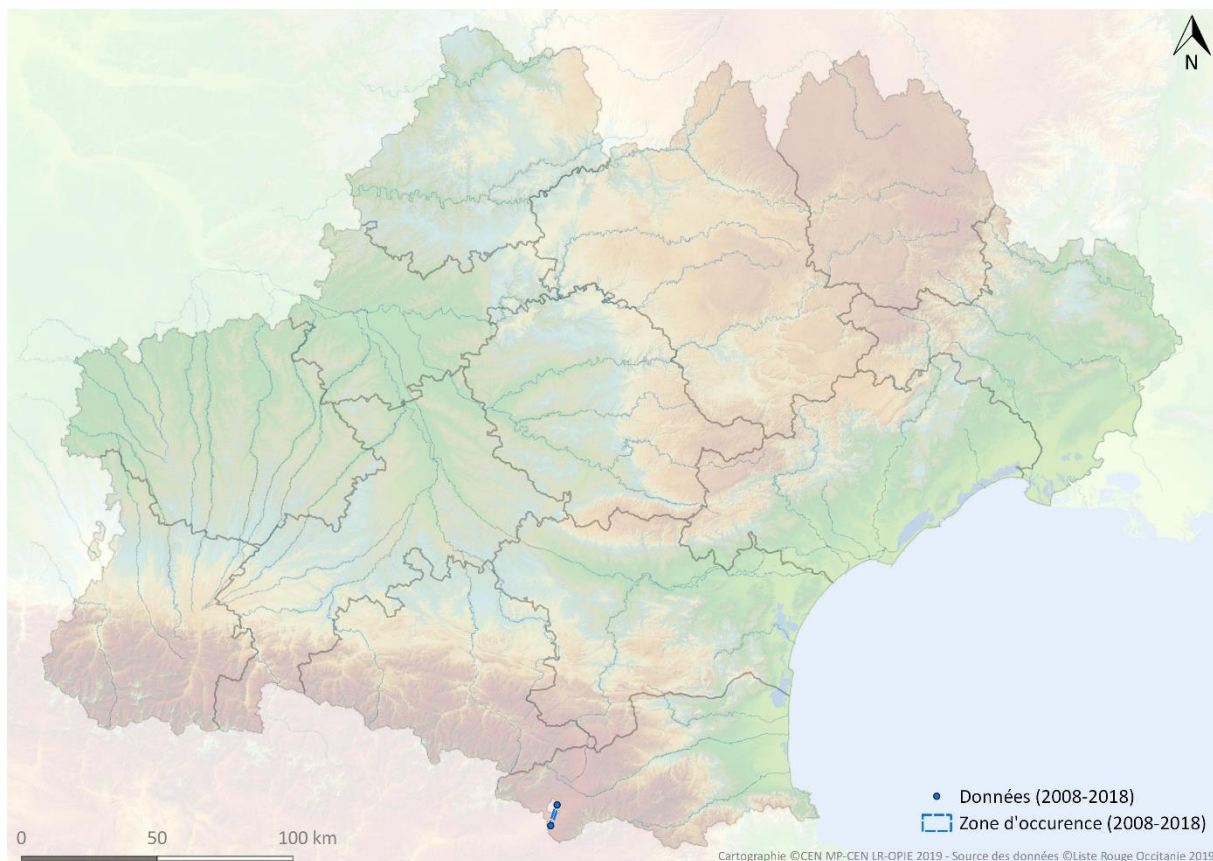 N
Données (2008-2018)
Zone d'occurence (2008-2018)
0 50 100 km
Cartographie ©CEN MP-CEN LR-OPIE 2019 - Source des données ©Liste Rouge Occitanie 2019